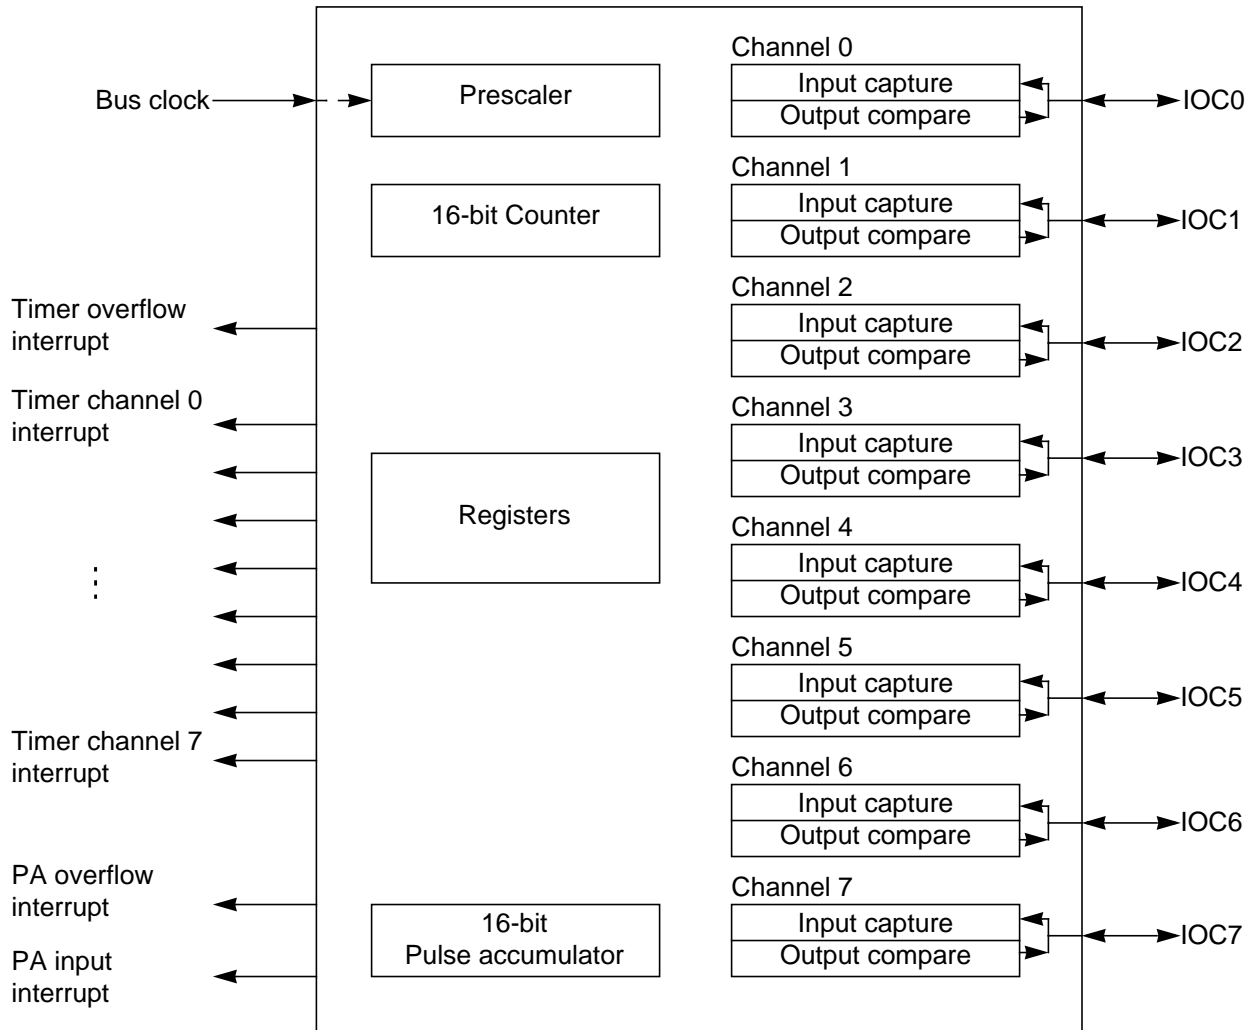 Channel 0
Bus clock
Prescaler
Input capture
Output compare
IOC0
Channel 1
16-bit Counter
Input capture
Output compare
IOC1
Channel 2
Timer overflow
interrupt
Input capture
Output compare
IOC2
Timer channel 0
interrupt
Channel 3
Input capture
Output compare
IOC3
Registers
Channel 4
Input capture
Output compare
IOC4
Channel 5
Input capture
Output compare
IOC5
Timer channel 7
interrupt
Channel 6
Input capture
Output compare
IOC6
PA overflow
interrupt
Channel 7
16-bit
Pulse accumulator
Input capture
Output compare
IOC7
PA input
interrupt